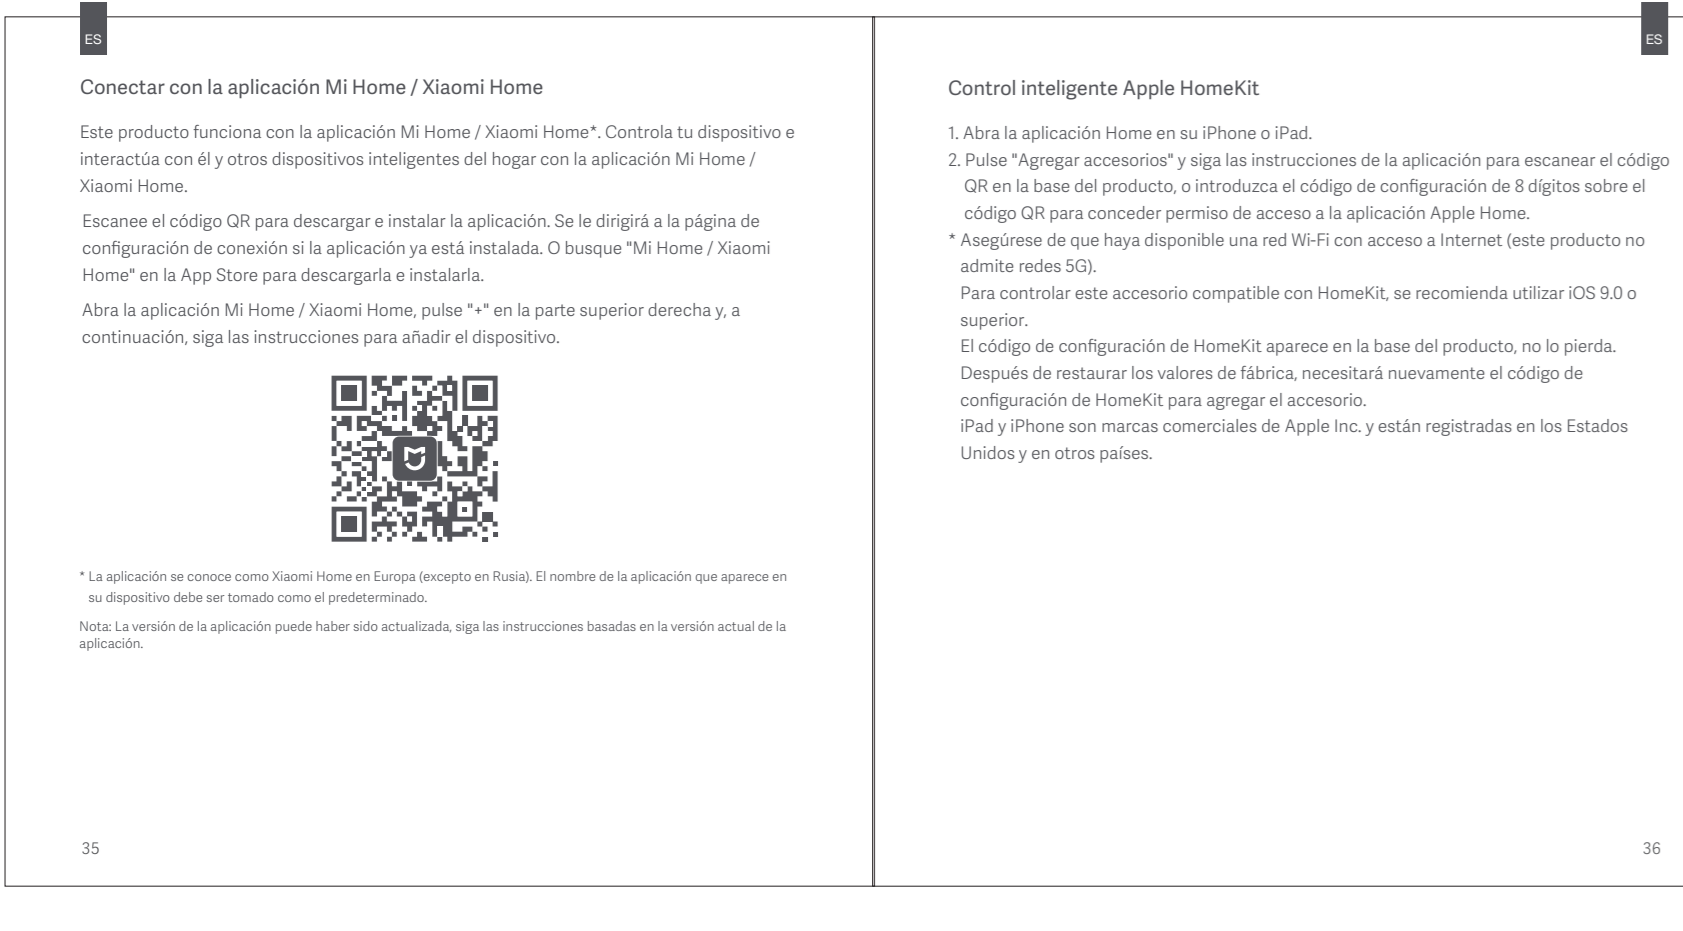 ES
Conectar con la aplicación Mi Home / Xiaomi Home
Este producto funciona con la aplicación Mi Home / Xiaomi Home*. Controla tu dispositivo e
interactúa con él y otros dispositivos inteligentes del hogar con la aplicación Mi Home /
Xiaomi Home.
Escanee el código QR para descargar e instalar la aplicación. Se le dirigirá a la página de
configuración de conexión si la aplicación ya está instalada. O busque "Mi Home / Xiaomi
Home" en la App Store para descargarla e instalarla.
Abra la aplicación Mi Home / Xiaomi Home, pulse "+" en la parte superior derecha y, a
continuación, siga las instrucciones para añadir el dispositivo.
* La aplicación se conoce como Xiaomi Home en Europa (excepto en Rusia). El nombre de la aplicación que aparece en
su dispositivo debe ser tomado como el predeterminado.
Nota: La versión de la aplicación puede haber sido actualizada, siga las instrucciones basadas en la versión actual de la
aplicación.
35
ES
Control inteligente Apple HomeKit
1. Abra la aplicación Home en su iPhone o iPad.
2. Pulse "Agregar accesorios" y siga las instrucciones de la aplicación para escanear el código
QR en la base del producto, o introduzca el código de configuración de 8 dígitos sobre el
código QR para conceder permiso de acceso a la aplicación Apple Home.
* Asegúrese de que haya disponible una red Wi-Fi con acceso a Internet (este producto no
admite redes 5G).
Para controlar este accesorio compatible con HomeKit, se recomienda utilizar iOS 9.0 o
superior.
El código de configuración de HomeKit aparece en la base del producto, no lo pierda.
Después de restaurar los valores de fábrica, necesitará nuevamente el código de
configuración de HomeKit para agregar el accesorio.
iPad y iPhone son marcas comerciales de Apple Inc. y están registradas en los Estados
Unidos y en otros países.
36